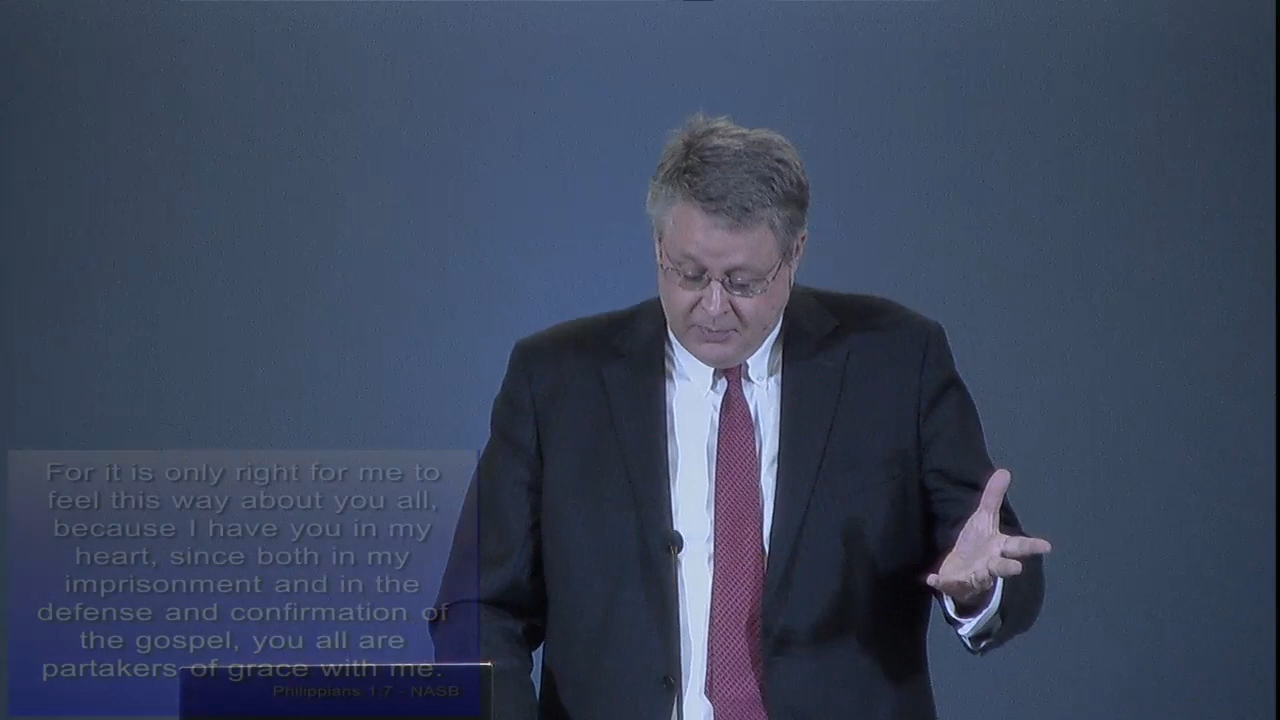 For it is only right for me to
feel this way about you all,
because I have you in my
heart, since both in my
imprisonment and in the
defense and confirmation of
the gospel, you all are
partakers of grace with me.
Philippians 1:7 - NASB